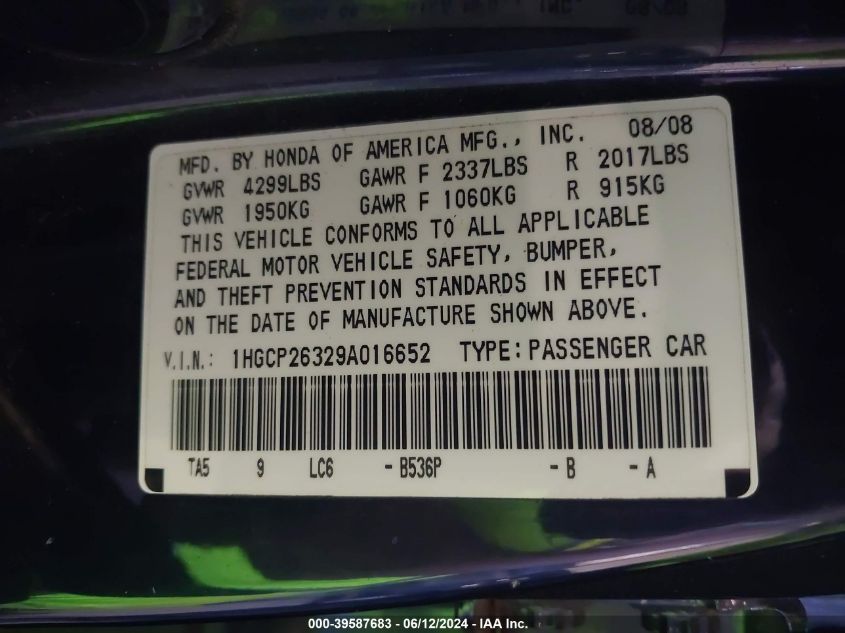 MFD. BY HONDA OF AMERICA MFG., INC. 08/08
GVWR 4299LBS GAWR F 2337LBS R 2017LBS
GVWR 1950KG GAWR F 1060KG R 915KG
THIS VEHICLE CONFORMS TO ALL APPLICABLE
FEDERAL MOTOR VEHICLE SAFETY, BUMPER,
AND THEFT PREVENTION STANDARDS IN EFFECT
ON THE DATE OF MANUFACTURE SHOWN ABOVE.
V.I.N.: 1HGCP26329A016652 TYPE: PASSENGER CAR
TA5 9 LC6 - B536P - B - A
000-39587683 - 06/12/2024 - IAA Inc.